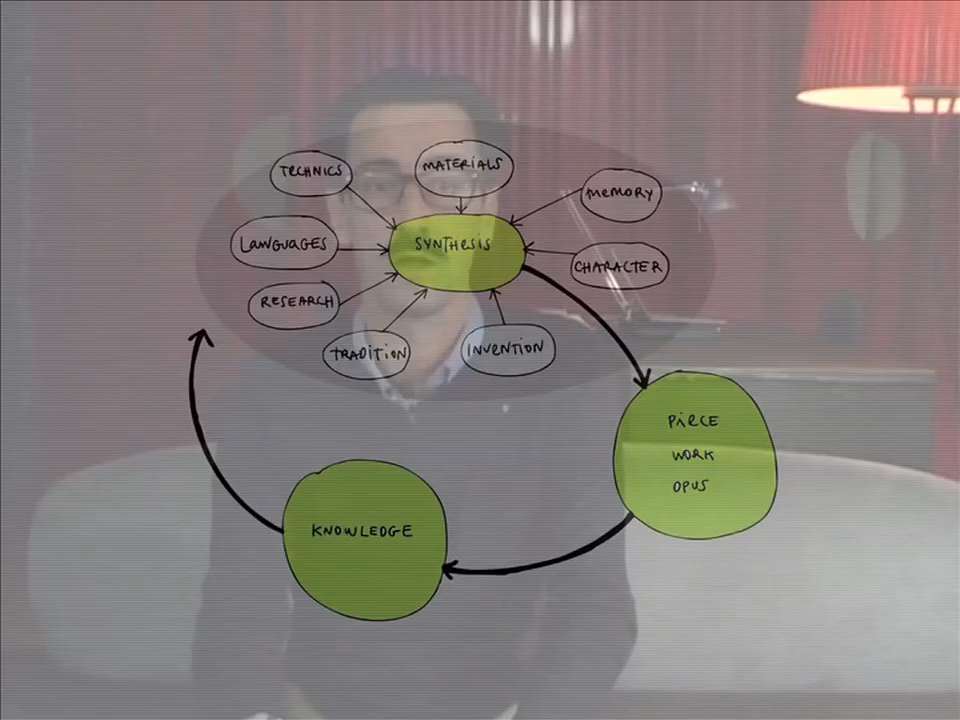 TECHNICS
MATERIALS
MEMORY
LANGUAGES
SYNTHESIS
CHARACTER
RESEARCH
TRADITION
INVENTION
PIECE
WORK
OPUS
KNOWLEDGE